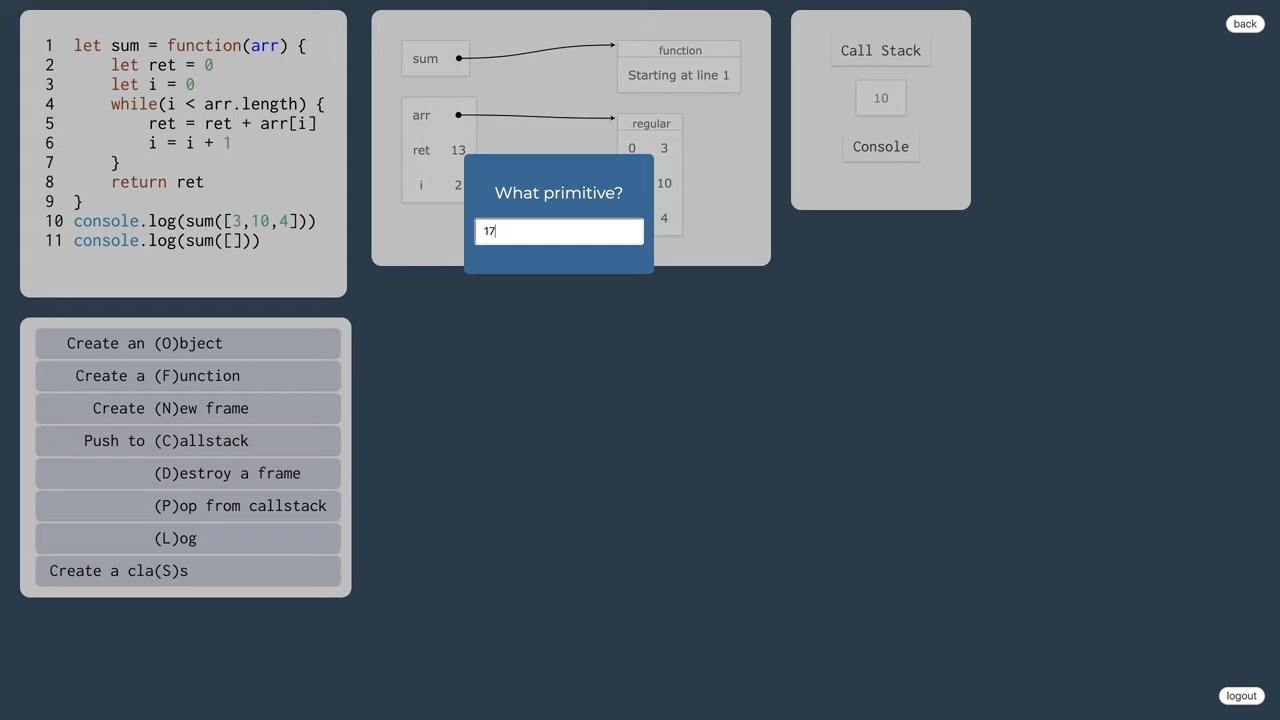 1 let sum = function(arr) {
2 let ret = 0
3 let i = 0
4 while(i < arr.length) {
5 ret = ret + arr[i]
6 i = i + 1
7 }
8 return ret
9 }
10 console.log(sum([3,10,4]))
11 console.log(sum([]))
sum
function
Starting at line 1
arr
ret 13
i 2
regular
0 3
10
4
What primitive?
17
Call Stack
10
Console
back
Create an (O)bject
Create a (F)unction
Create (N)ew frame
Push to (C)allstack
(D)estroy a frame
(P)op from callstack
(L)og
Create a cla(S)s
logout